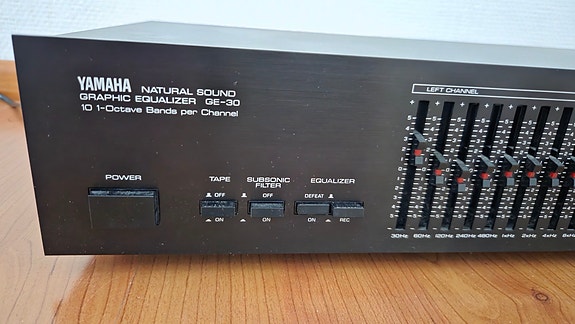 YAMAHA NATURAL SOUND
GRAPHIC EQUALIZER GE-30
10 1-Octave Bands per Channel
LEFT CHANNEL
POWER
TAPE
OFF
ON
SUBSONIC
FILTER
OFF
ON
EQUALIZER
DEFEAT
ON REC
30Hz 60Hz 120Hz 240Hz 480Hz 1kHz 2kHz 4kHz